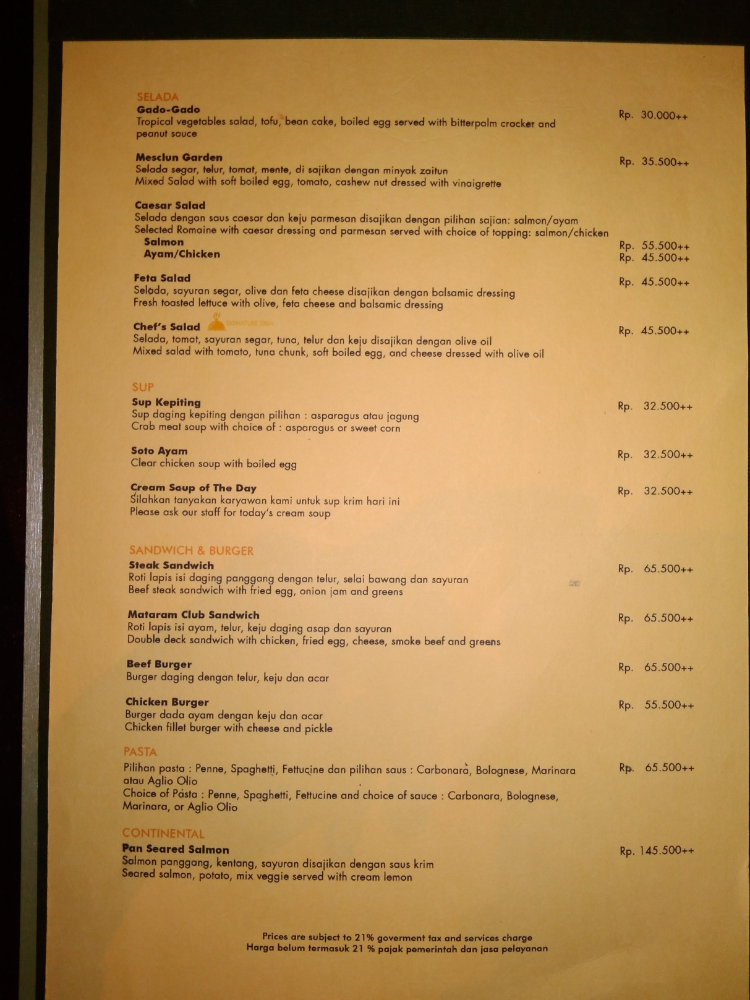 SELADA
Gado-Gado
Rp. 30.000++
Tropical vegetables salad, tofu, bean cake, boiled egg served with bitterpalm cracker and
peanut sauce
Mesclun Garden
Rp. 35.500++
Selada segar, telur, tomat, mente, di sajikan dengan minyak zaitun
Mixed Salad with soft boiled egg, tomato, cashew nut dressed with vinaigrette
Caesar Salad
Selada dengan saus caesar dan keju parmesan disajikan dengan pilihan sajian: salmon/ayam
Selected Romaine with caesar dressing and parmesan served with choice of topping: salmon/chicken
Salmon Rp. 55.500++
Ayam/Chicken Rp. 45.500++
Feta Salad Rp. 45.500++
Selada, sayuran segar, olive dan feta cheese disajikan dengan balsamic dressing
Fresh toasted lettuce with olive, feta cheese and balsamic dressing
Chef's Salad SIGNATURE DISH Rp. 45.500++
Selada, tomat, sayuran segar, tuna, telur dan keju disajikan dengan olive oil
Mixed salad with tomato, tuna chunk, soft boiled egg, and cheese dressed with olive oil
SUP
Sup Kepiting Rp. 32.500++
Sup daging kepiting dengan pilihan : asparagus atau jagung
Crab meat soup with choice of : asparagus or sweet corn
Soto Ayam Rp. 32.500++
Clear chicken soup with boiled egg
Cream Soup of The Day Rp. 32.500++
Silahkan tanyakan karyawan kami untuk sup krim hari ini
Please ask our staff for today's cream soup
SANDWICH & BURGER
Steak Sandwich Rp. 65.500++
Roti lapis isi daging panggang dengan telur, selai bawang dan sayuran
Beef steak sandwich with fried egg, onion jam and greens
Mataram Club Sandwich Rp. 65.500++
Roti lapis isi ayam, telur, keju daging asap dan sayuran
Double deck sandwich with chicken, fried egg, cheese, smoke beef and greens
Beef Burger Rp. 65.500++
Burger daging dengan telur, keju dan acar
Chicken Burger Rp. 55.500++
Burger dada ayam dengan keju dan acar
Chicken fillet burger with cheese and pickle
PASTA
Pilihan pasta : Penne, Spaghetti, Fettucine dan pilihan saus : Carbonara, Bolognese, Marinara Rp. 65.500++
atau Aglio Olio
Choice of Pasta : Penne, Spaghetti, Fettucine and choice of sauce : Carbonara, Bolognese,
Marinara, or Aglio Olio
CONTINENTAL
Pan Seared Salmon Rp. 145.500++
Salmon panggang, kentang, sayuran disajikan dengan saus krim
Seared salmon, potato, mix veggie served with cream lemon
Prices are subject to 21% goverment tax and services charge
Harga belum termasuk 21 % pajak pemerintah dan jasa pelayanan